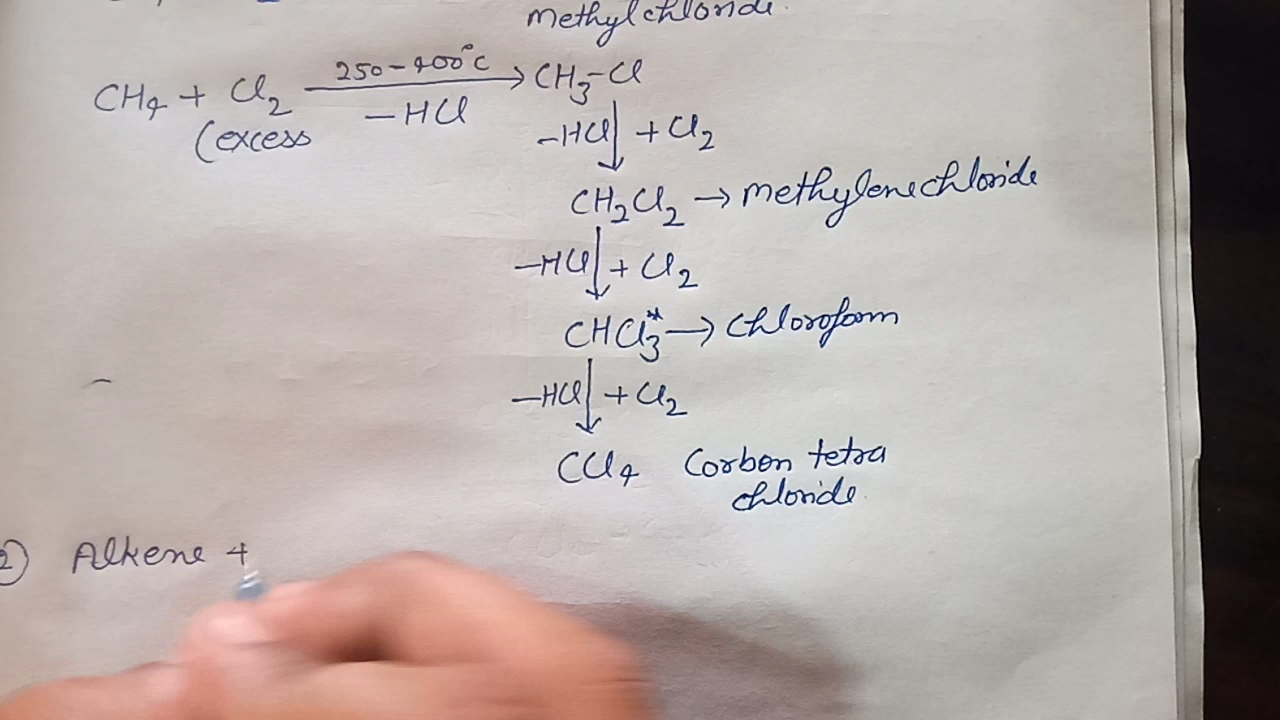 methylchloride.
CH4 + Cl2 250-400°C → CH3-Cl
(excess -HCl
-HCl ↓ + Cl2
CH2Cl2 → methylenechloride
-HCl ↓ + Cl2
CHCl3* → Chloroform
-HCl ↓ + Cl2
CCl4 Corbon tetra
chloride.
2) Alkene +